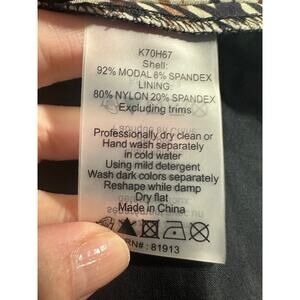 K70H67
Shell:
92% MODAL 8% SPANDEX
LINING:
80% NYLON 20% SPANDEX
Excluding trims
Professionally dry clean or
Hand wash separately
in cold water
Using mild detergent
Wash dark colors separately
Reshape while damp
Dry flat
Made in China
RN# : 81913